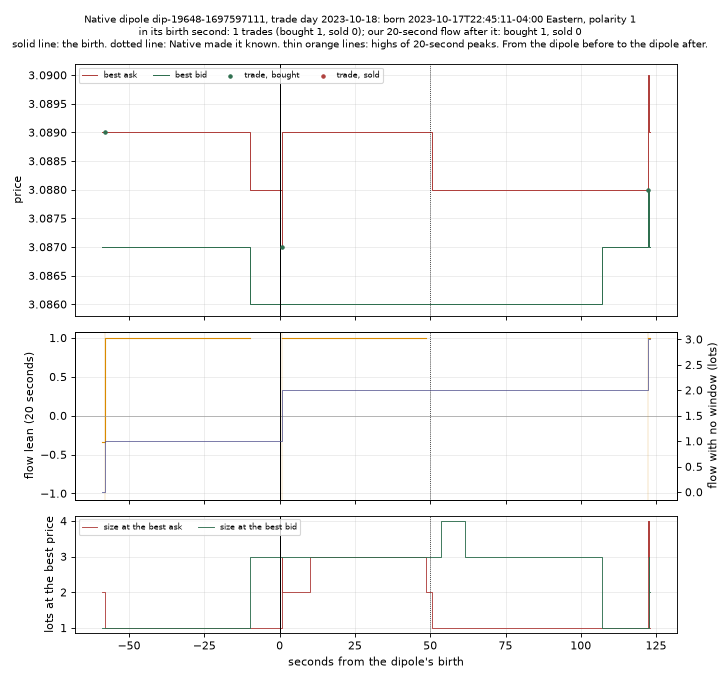 Native dipole dip-19648-1697597111, trade day 2023-10-18: born 2023-10-17T22:45:11-04:00 Eastern, polarity 1
in its birth second: 1 trades (bought 1, sold 0); our 20-second flow after it: bought 1, sold 0
solid line: the birth. dotted line: Native made it known. thin orange lines: highs of 20-second peaks. From the dipole before to the dipole after.
best ask best bid trade, bought trade, sold
3.0900
3.0895
3.0890
3.0885
3.0880
3.0875
3.0870
3.0865
3.0860
price
1.0
0.5
0.0
−0.5
−1.0
flow lean (20 seconds)
3.0
2.5
2.0
1.5
1.0
0.5
0.0
flow with no window (lots)
size at the best ask size at the best bid
4
3
2
1
lots at the best price
−50 −25 0 25 50 75 100 125
seconds from the dipole's birth